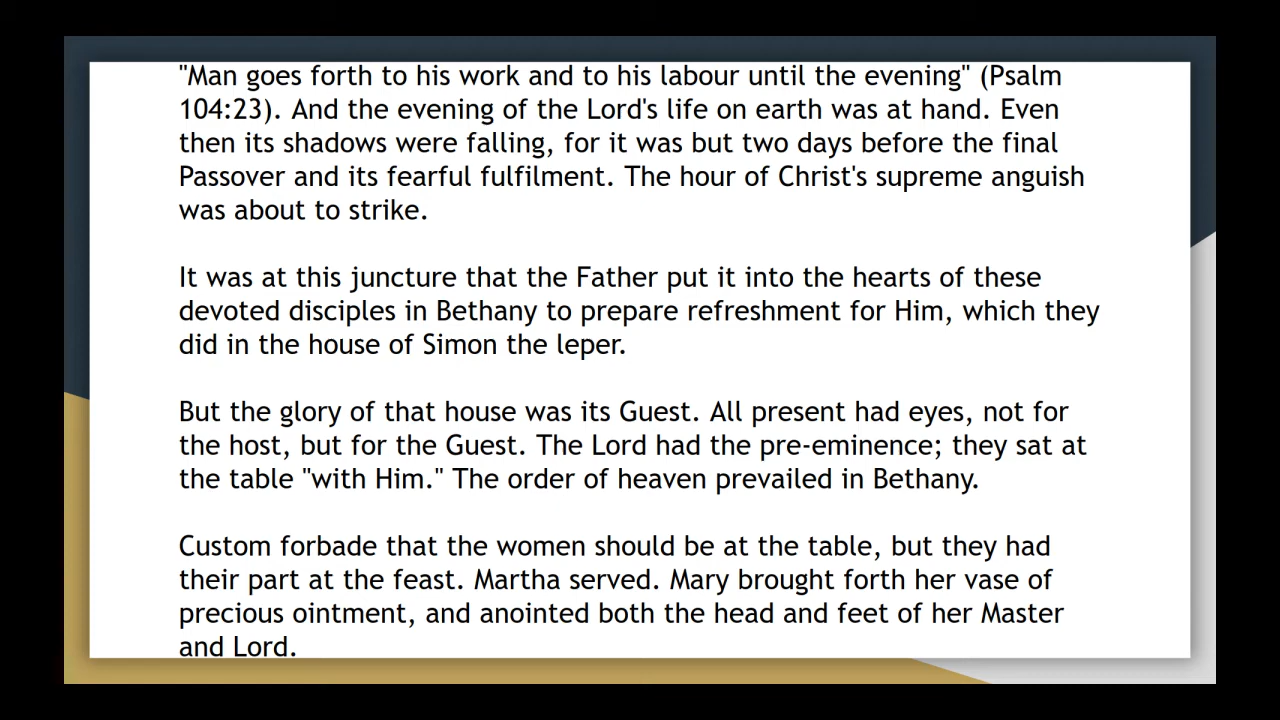 "Man goes forth to his work and to his labour until the evening" (Psalm
104:23). And the evening of the Lord's life on earth was at hand. Even
then its shadows were falling, for it was but two days before the final
Passover and its fearful fulfilment. The hour of Christ's supreme anguish
was about to strike.
It was at this juncture that the Father put it into the hearts of these
devoted disciples in Bethany to prepare refreshment for Him, which they
did in the house of Simon the leper.
But the glory of that house was its Guest. All present had eyes, not for
the host, but for the Guest. The Lord had the pre-eminence; they sat at
the table "with Him." The order of heaven prevailed in Bethany.
Custom forbade that the women should be at the table, but they had
their part at the feast. Martha served. Mary brought forth her vase of
precious ointment, and anointed both the head and feet of her Master
and Lord.